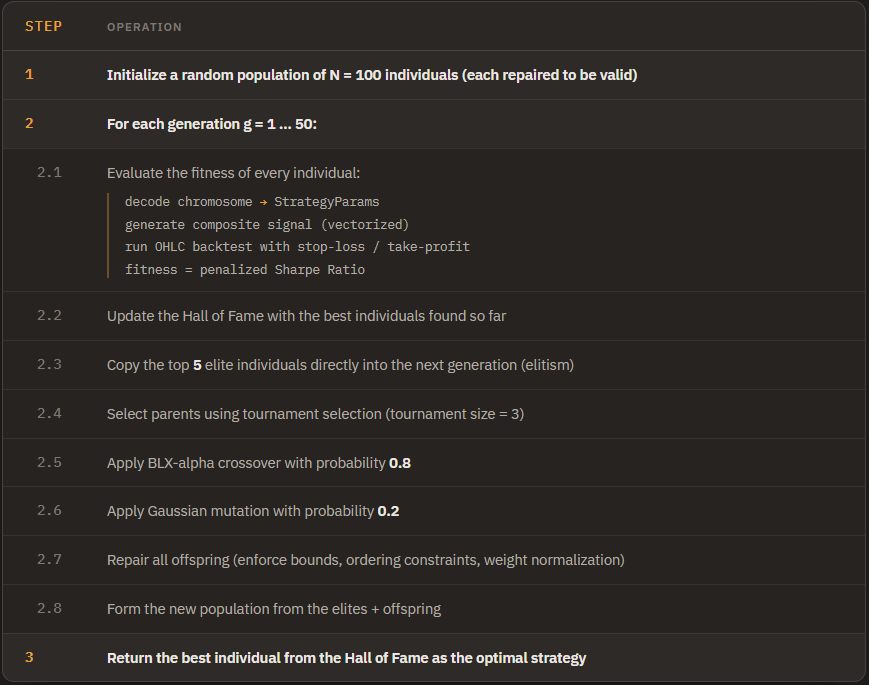 STEP OPERATION
1 Initialize a random population of N = 100 individuals (each repaired to be valid)
2 For each generation g = 1 ... 50:
2.1 Evaluate the fitness of every individual:
decode chromosome → StrategyParams
generate composite signal (vectorized)
run OHLC backtest with stop-loss / take-profit
fitness = penalized Sharpe Ratio
2.2 Update the Hall of Fame with the best individuals found so far
2.3 Copy the top 5 elite individuals directly into the next generation (elitism)
2.4 Select parents using tournament selection (tournament size = 3)
2.5 Apply BLX-alpha crossover with probability 0.8
2.6 Apply Gaussian mutation with probability 0.2
2.7 Repair all offspring (enforce bounds, ordering constraints, weight normalization)
2.8 Form the new population from the elites + offspring
3 Return the best individual from the Hall of Fame as the optimal strategy